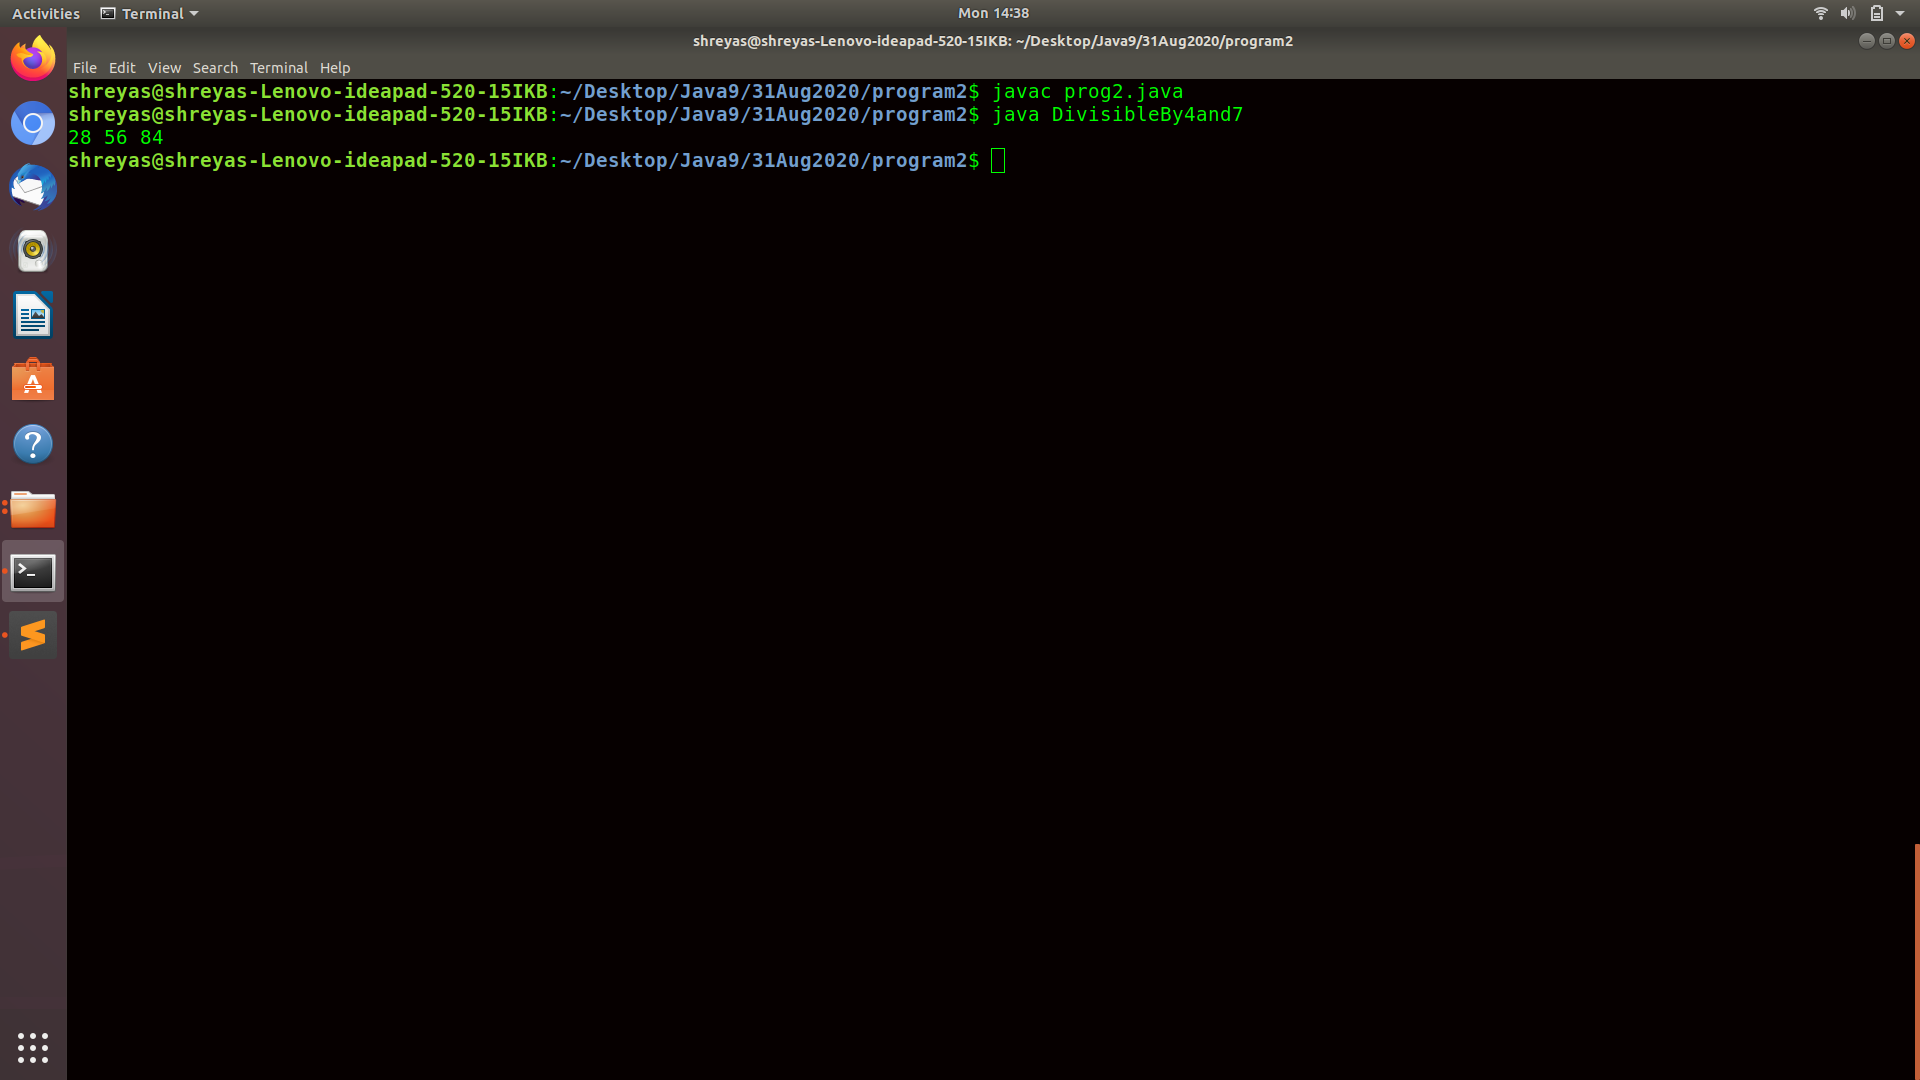 Activities Terminal Mon 14:38
shreyas@shreyas-Lenovo-ideapad-520-15IKB: ~/Desktop/Java9/31Aug2020/program2
File Edit View Search Terminal Help
shreyas@shreyas-Lenovo-ideapad-520-15IKB:~/Desktop/Java9/31Aug2020/program2$ javac prog2.java
shreyas@shreyas-Lenovo-ideapad-520-15IKB:~/Desktop/Java9/31Aug2020/program2$ java DivisibleBy4and7
28 56 84
shreyas@shreyas-Lenovo-ideapad-520-15IKB:~/Desktop/Java9/31Aug2020/program2$